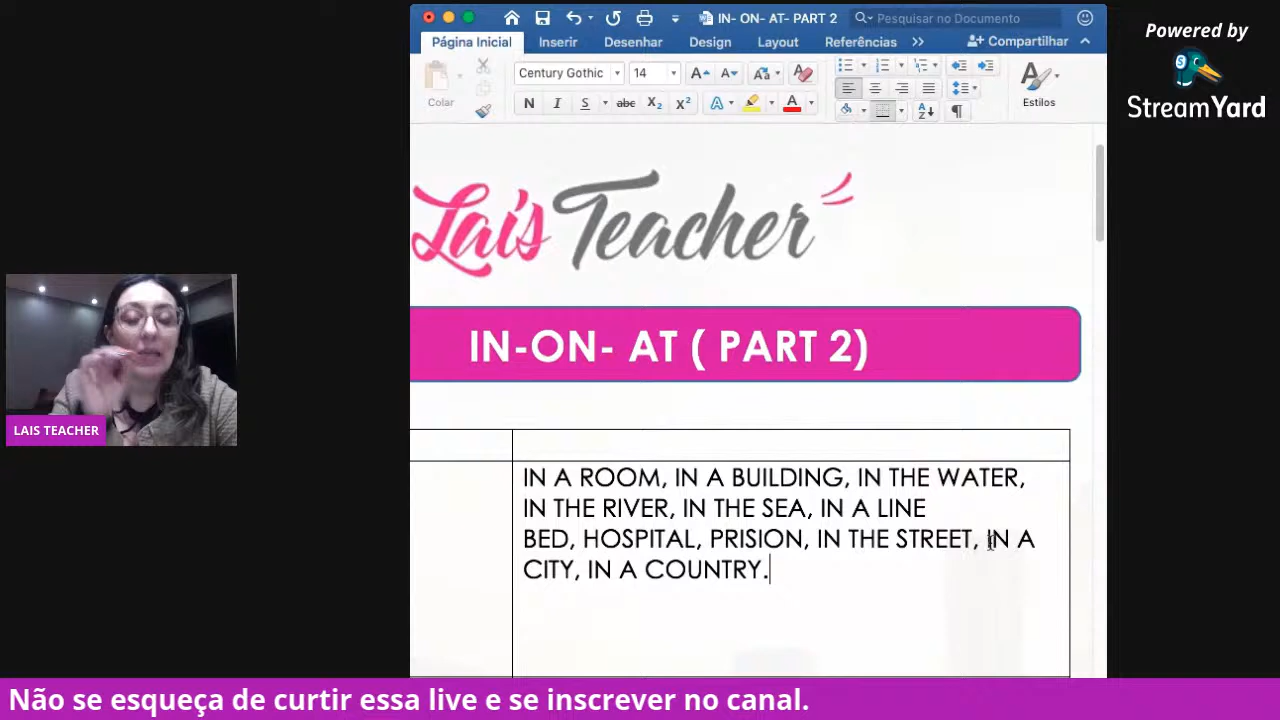 IN- ON- AT- PART 2
Pesquisar no Documento
Powered by
StreamYard
Página Inicial
Inserir
Desenhar
Design
Layout
Referências
Compartilhar
Century Gothic
14
Colar
N I S abc X₂ X²
Estilos
Lais Teacher
IN-ON- AT ( PART 2)
IN A ROOM, IN A BUILDING, IN THE WATER,
IN THE RIVER, IN THE SEA, IN A LINE
BED, HOSPITAL, PRISION, IN THE STREET, IN A
CITY, IN A COUNTRY.
LAIS TEACHER
Não se esqueça de curtir essa live e se inscrever no canal.